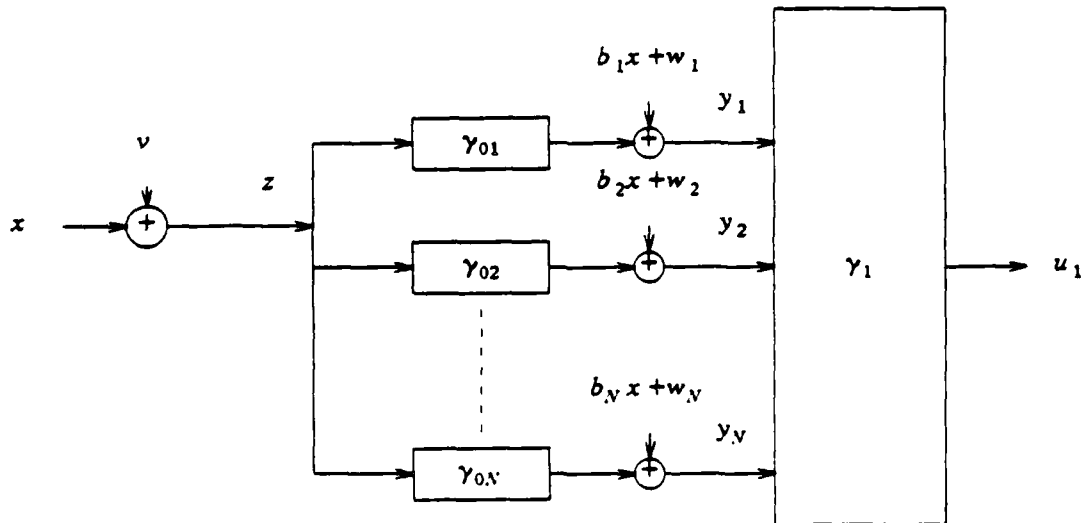 b₁x + w₁
y₁
γ₀₁
v
z
x
+
+
b₂x + w₂
y₂
γ₀₂
+
γ₁
u₁
b_N x + w_N
y_N
γ₀N
+